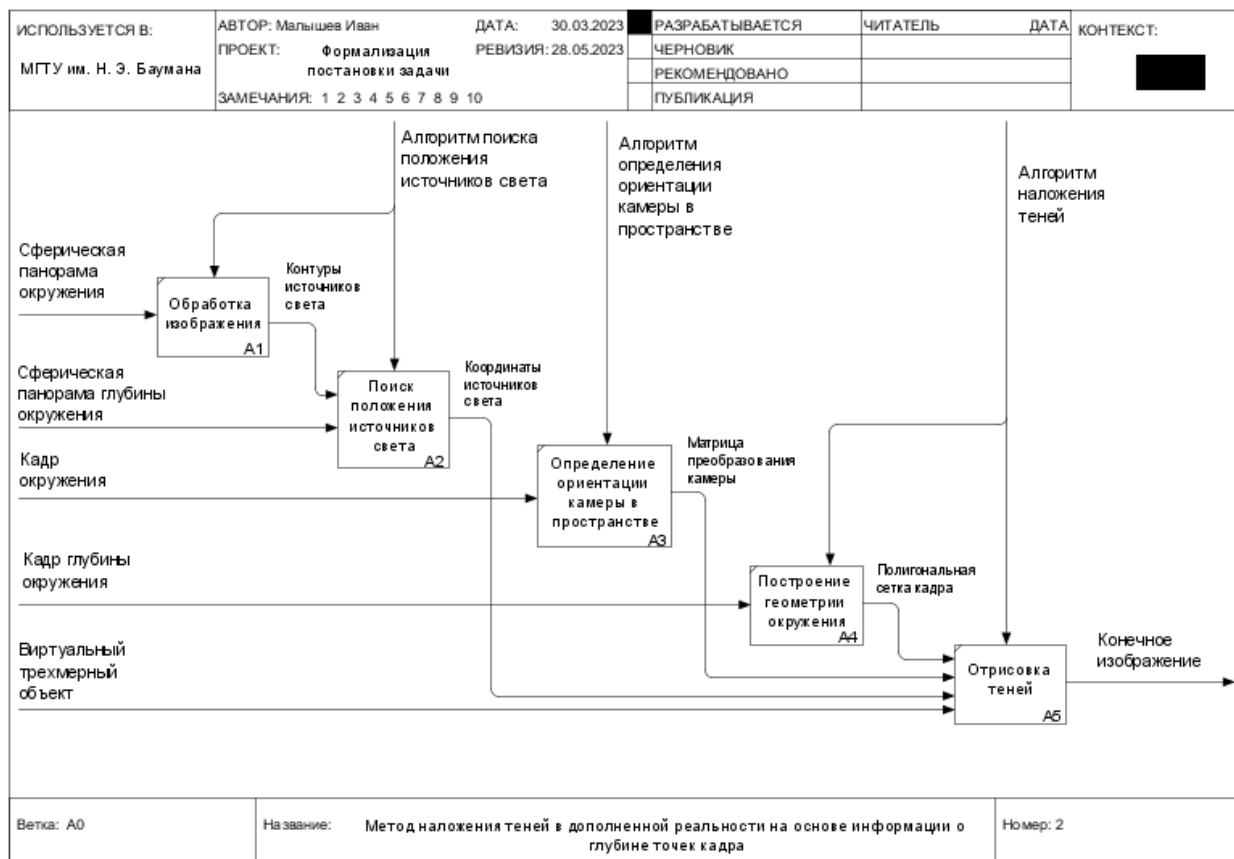 ИСПОЛЬЗУЕТСЯ В:
МГТУ им. Н. Э. Баумана
АВТОР: Малышев Иван
ДАТА: 30.03.2023
ПРОЕКТ: Формализация
постановки задачи
РЕВИЗИЯ: 28.05.2023
ЗАМЕЧАНИЯ: 1 2 3 4 5 6 7 8 9 10
РАЗРАБАТЫВАЕТСЯ
ЧЕРНОВИК
РЕКОМЕНДОВАНО
ПУБЛИКАЦИЯ
ЧИТАТЕЛЬ ДАТА
КОНТЕКСТ:
Алгоритм поиска
положения
источников света
Алгоритм
определения
ориентации
камеры в
пространстве
Алгоритм
наложения
теней
Сферическая
панорама
окружения
Обработка
изображения
A1
Контуры
источников
света
Сферическая
панорама глубины
окружения
Поиск
положения
источников
света
A2
Координаты
источников
света
Кадр
окружения
Определение
ориентации
камеры в
пространстве
A3
Матрица
преобразования
камеры
Кадр глубины
окружения
Построение
геометрии
окружения
A4
Полигональная
сетка кадра
Виртуальный
трехмерный
объект
Отрисовка
теней
A5
Конечное
изображение
Ветка: A0
Название: Метод наложения теней в дополненной реальности на основе информации о
глубине точек кадра
Номер: 2